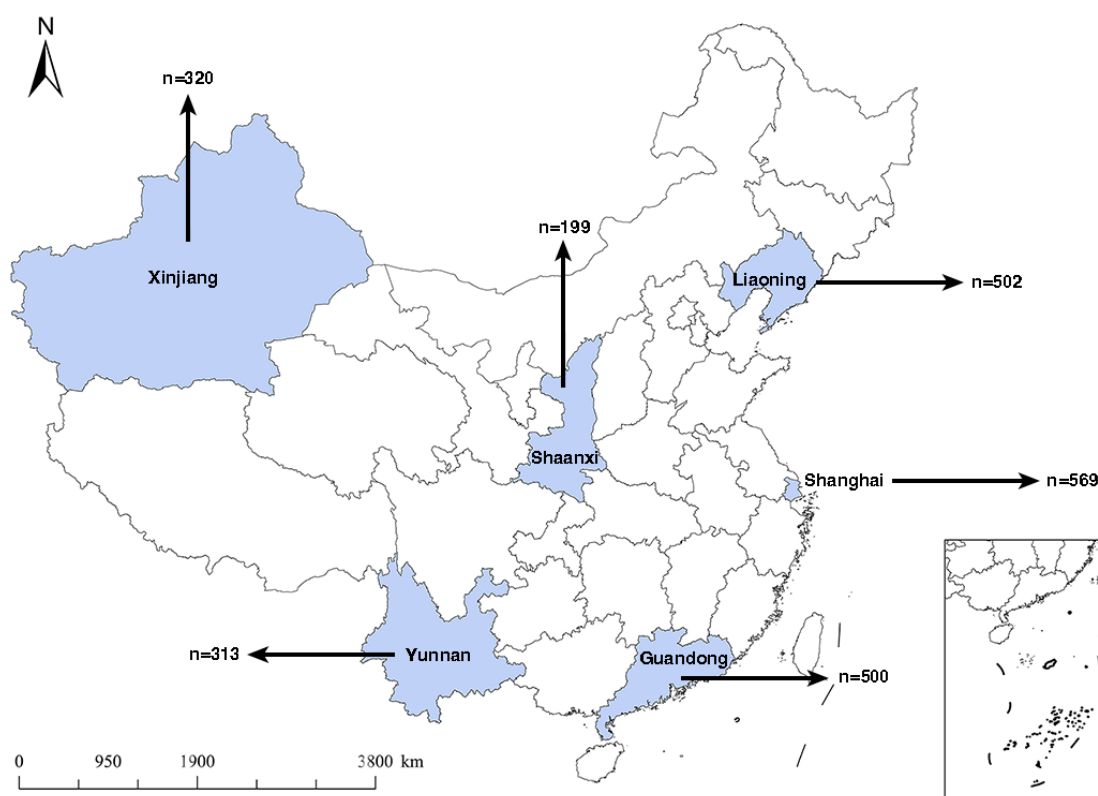 N
n=320
n=199
Xinjiang
Liaoning
n=502
Shaanxi
Shanghai
n=569
n=313
Yunnan
Guandong
n=500
0 950 1900 3800 km